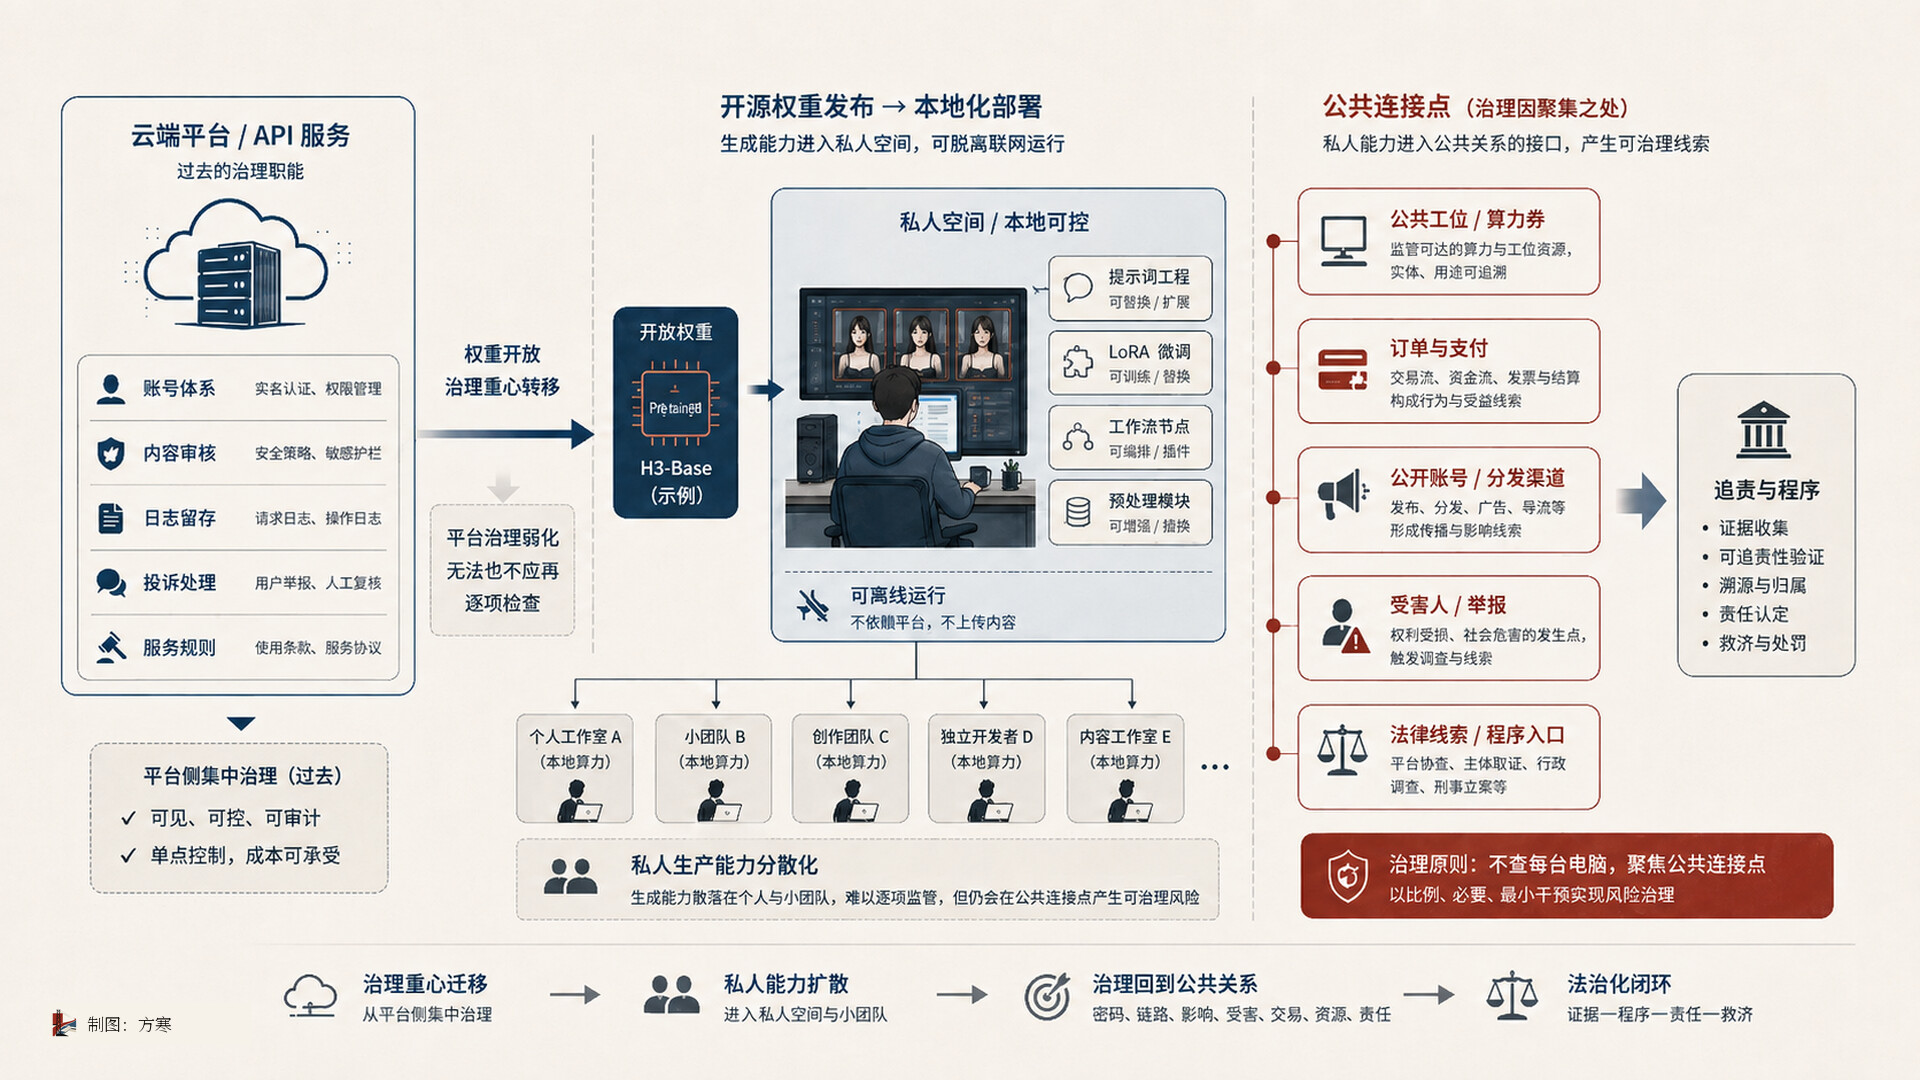 云端平台 / API 服务
过去的治理职能
账号体系 实名认证、权限管理
内容审核 安全策略、敏感护栏
日志留存 请求日志、操作日志
投诉处理 用户举报、人工复核
服务规则 使用条款、服务协议
平台侧集中治理（过去）
✓ 可见、可控、可审计
✓ 单点控制，成本可承受
权重开放
治理重心转移
平台治理弱化
无法也不应再
逐项检查
开源权重发布 → 本地化部署
生成能力进入私人空间，可脱离联网运行
开放权重
H3-Base
（示例）
私人空间 / 本地可控
提示词工程
可替换 / 扩展
LoRA 微调
可训练 / 替换
工作流节点
可编排 / 插件
预处理模块
可增强 / 替换
可离线运行
不依赖平台，不上传内容
个人工作室 A
（本地算力）
小团队 B
（本地算力）
创作团队 C
（本地算力）
独立开发者 D
（本地算力）
内容工作室 E
（本地算力）
...
私人生产能力分散化
生成能力散落在个人与小团队，难以逐项监管，但仍会在公共连接点产生可治理风险
公共连接点（治理因聚集之处）
私人能力进入公共关系的接口，产生可治理线索
公共工位 / 算力券
监管可达的算力与工位资源，
实体、用途可追溯
订单与支付
交易流、资金流、发票与结算
构成行为与受益线索
公开账号 / 分发渠道
发布、分发、广告、导流等
形成传播与影响线索
受害人 / 举报
权利受损、社会危害的发生点，
触发调查与线索
法律线索 / 程序入口
平台协查、主体取证、行政
调查、刑事立案等
追责与程序
• 证据收集
• 可追责性验证
• 溯源与归属
• 责任认定
• 救济与处罚
治理原则：不查每台电脑，聚焦公共连接点
以比例、必要、最小干预实现风险治理
治理重心迁移
从平台侧集中治理
私人能力扩散
进入私人空间与小团队
治理回到公共关系
密码、链路、影响、受害、交易、资源、责任
法治化闭环
证据—程序—责任—救济
制图：方寒